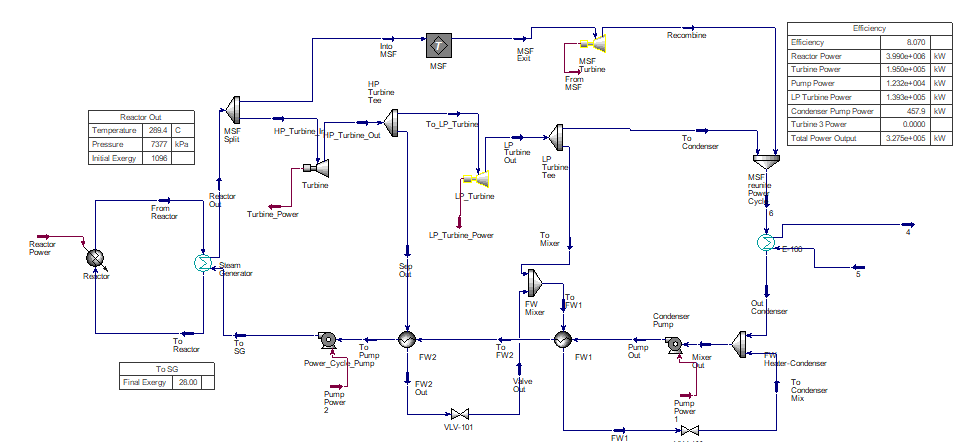 Efficiency
Efficiency 8.070
Reactor Power 3.990e+006 kW
Turbine Power 1.950e+005 kW
Pump Power 1.232e+004 kW
LP Turbine Power 1.393e+005 kW
Condenser Pump Power 457.9 kW
Turbine 3 Power 0.0000
Total Power Output 3.275e+005 kW
Into
MSF
T
MSF
MSF
Exit
MSF
Turbine
From
MSF
Recombine
Reactor Out
Temperature 289.4 C
Pressure 7377 kPa
Initial Exergy 1096
MSF
Split
HP
Turbine
Tee
HP_Turbine_In
HP_Turbine_Out
To_LP_Turbine
Turbine
Turbine_Power
LP
Turbine
Out
LP
Turbine
Tee
LP_Turbine
LP_Turbine_Power
To
Condenser
MSF
reunite
Power
Cycle
6
E-100
4
5
Reactor
Out
From
Reactor
Reactor
Power
Reactor
Steam
Generator
To
Reactor
To
SG
Sep
Out
To
Mixer
FW
Mixer
To
FW1
Out
Condenser
Condenser
Pump
Power_Cycle_Pump
To
Pump
FW2
To
FW2
FW1
Pump
Out
Mixer
Out
FW
Heater-Condenser
To SG
Final Exergy 28.00
Pump
Power
2
FW2
Out
Valve
Out
VLV-101
Pump
Power
1
To
Condenser
Mix
FW1